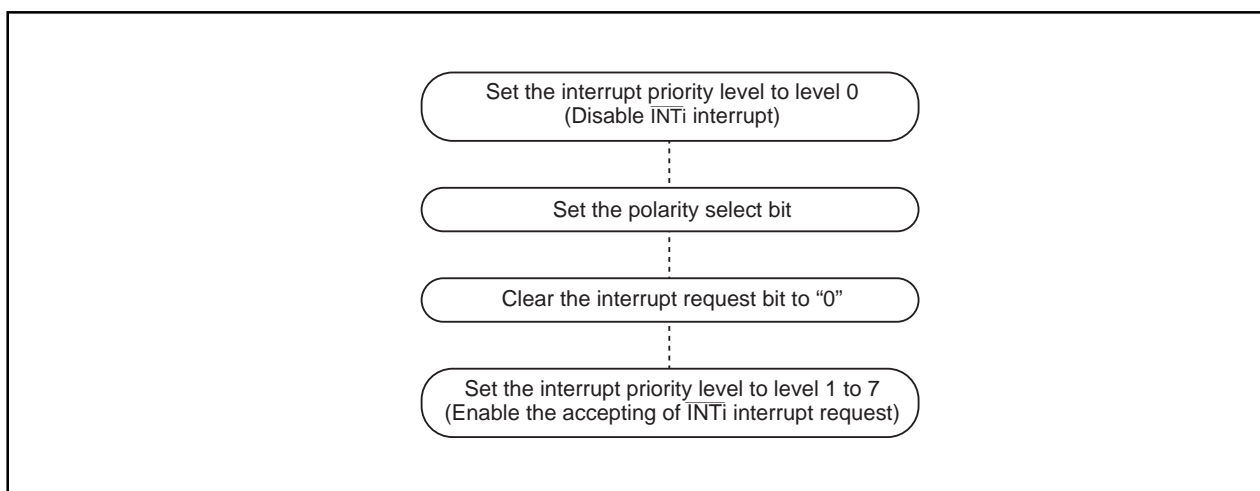 Set the interrupt priority level to level 0
(Disable INTi interrupt)
Set the polarity select bit
Clear the interrupt request bit to “0”
Set the interrupt priority level to level 1 to 7
(Enable the accepting of INTi interrupt request)